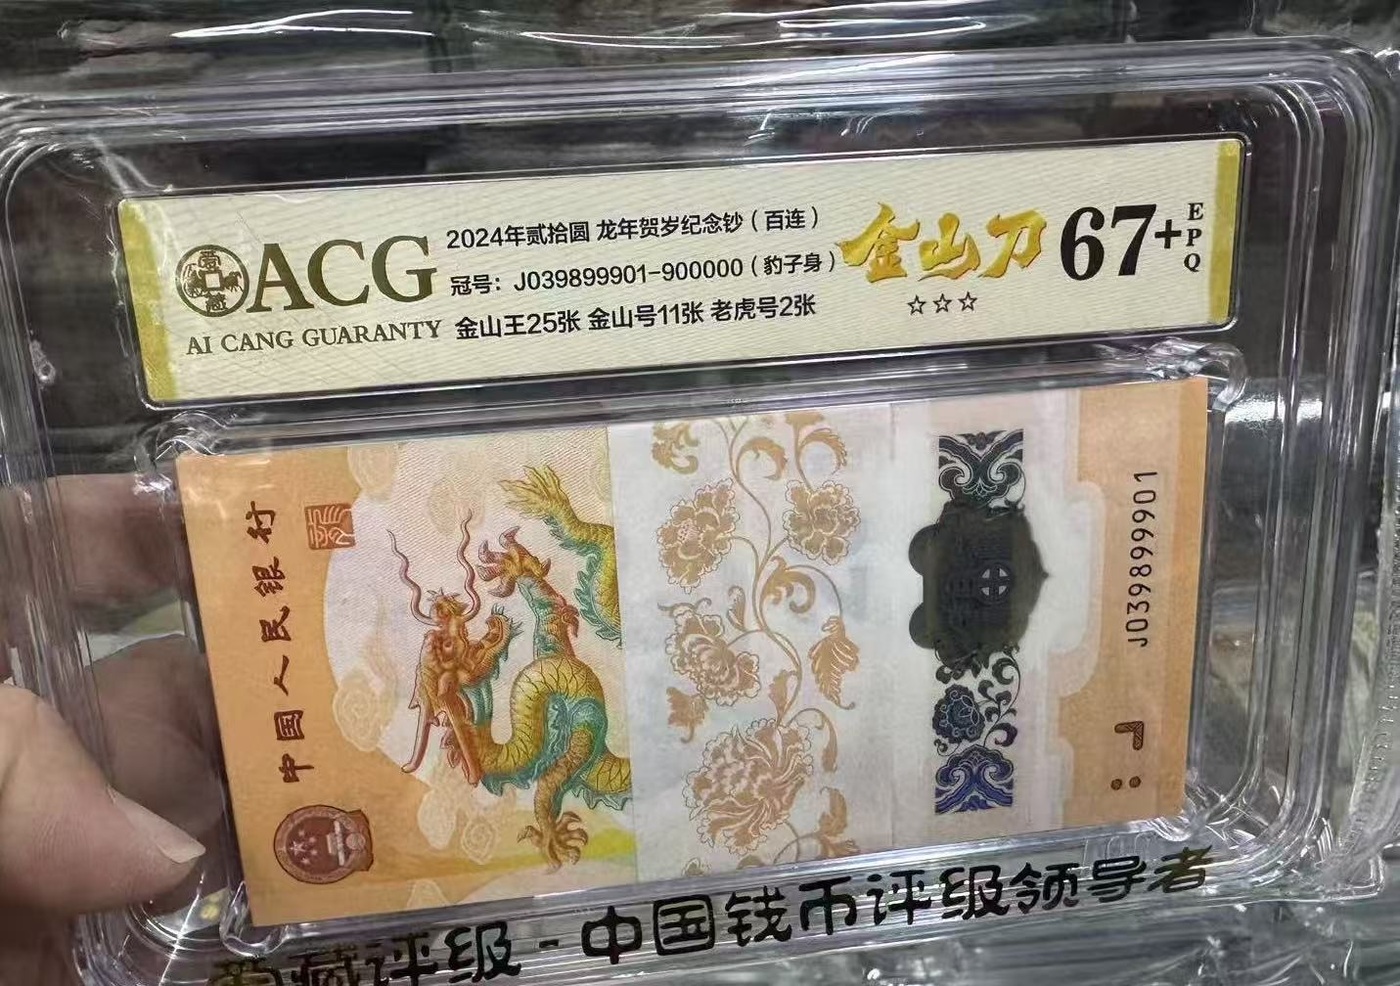 ACG
AI CANG GUARANTY
2024年贰拾圆 龙年贺岁纪念钞（百连）
冠号：J039899901-900000（豹子身）
金山王25张 金山号11张 老虎号2张
金山刀
☆☆☆
67+
EPQ
中国人民银行
J039899901
藏评级-中国钱币评级领导者